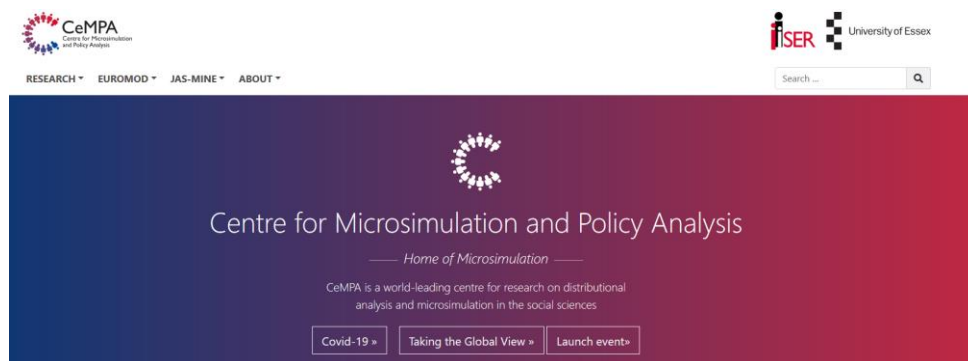 CeMPA
Centre for Microsimulation
and Policy Analysis
iSER
University of Essex
RESEARCH
EUROMOD
JAS-MINE
ABOUT
Search ...
Centre for Microsimulation and Policy Analysis
Home of Microsimulation
CeMPA is a world-leading centre for research on distributional
analysis and microsimulation in the social sciences
Covid-19 »
Taking the Global View »
Launch event»